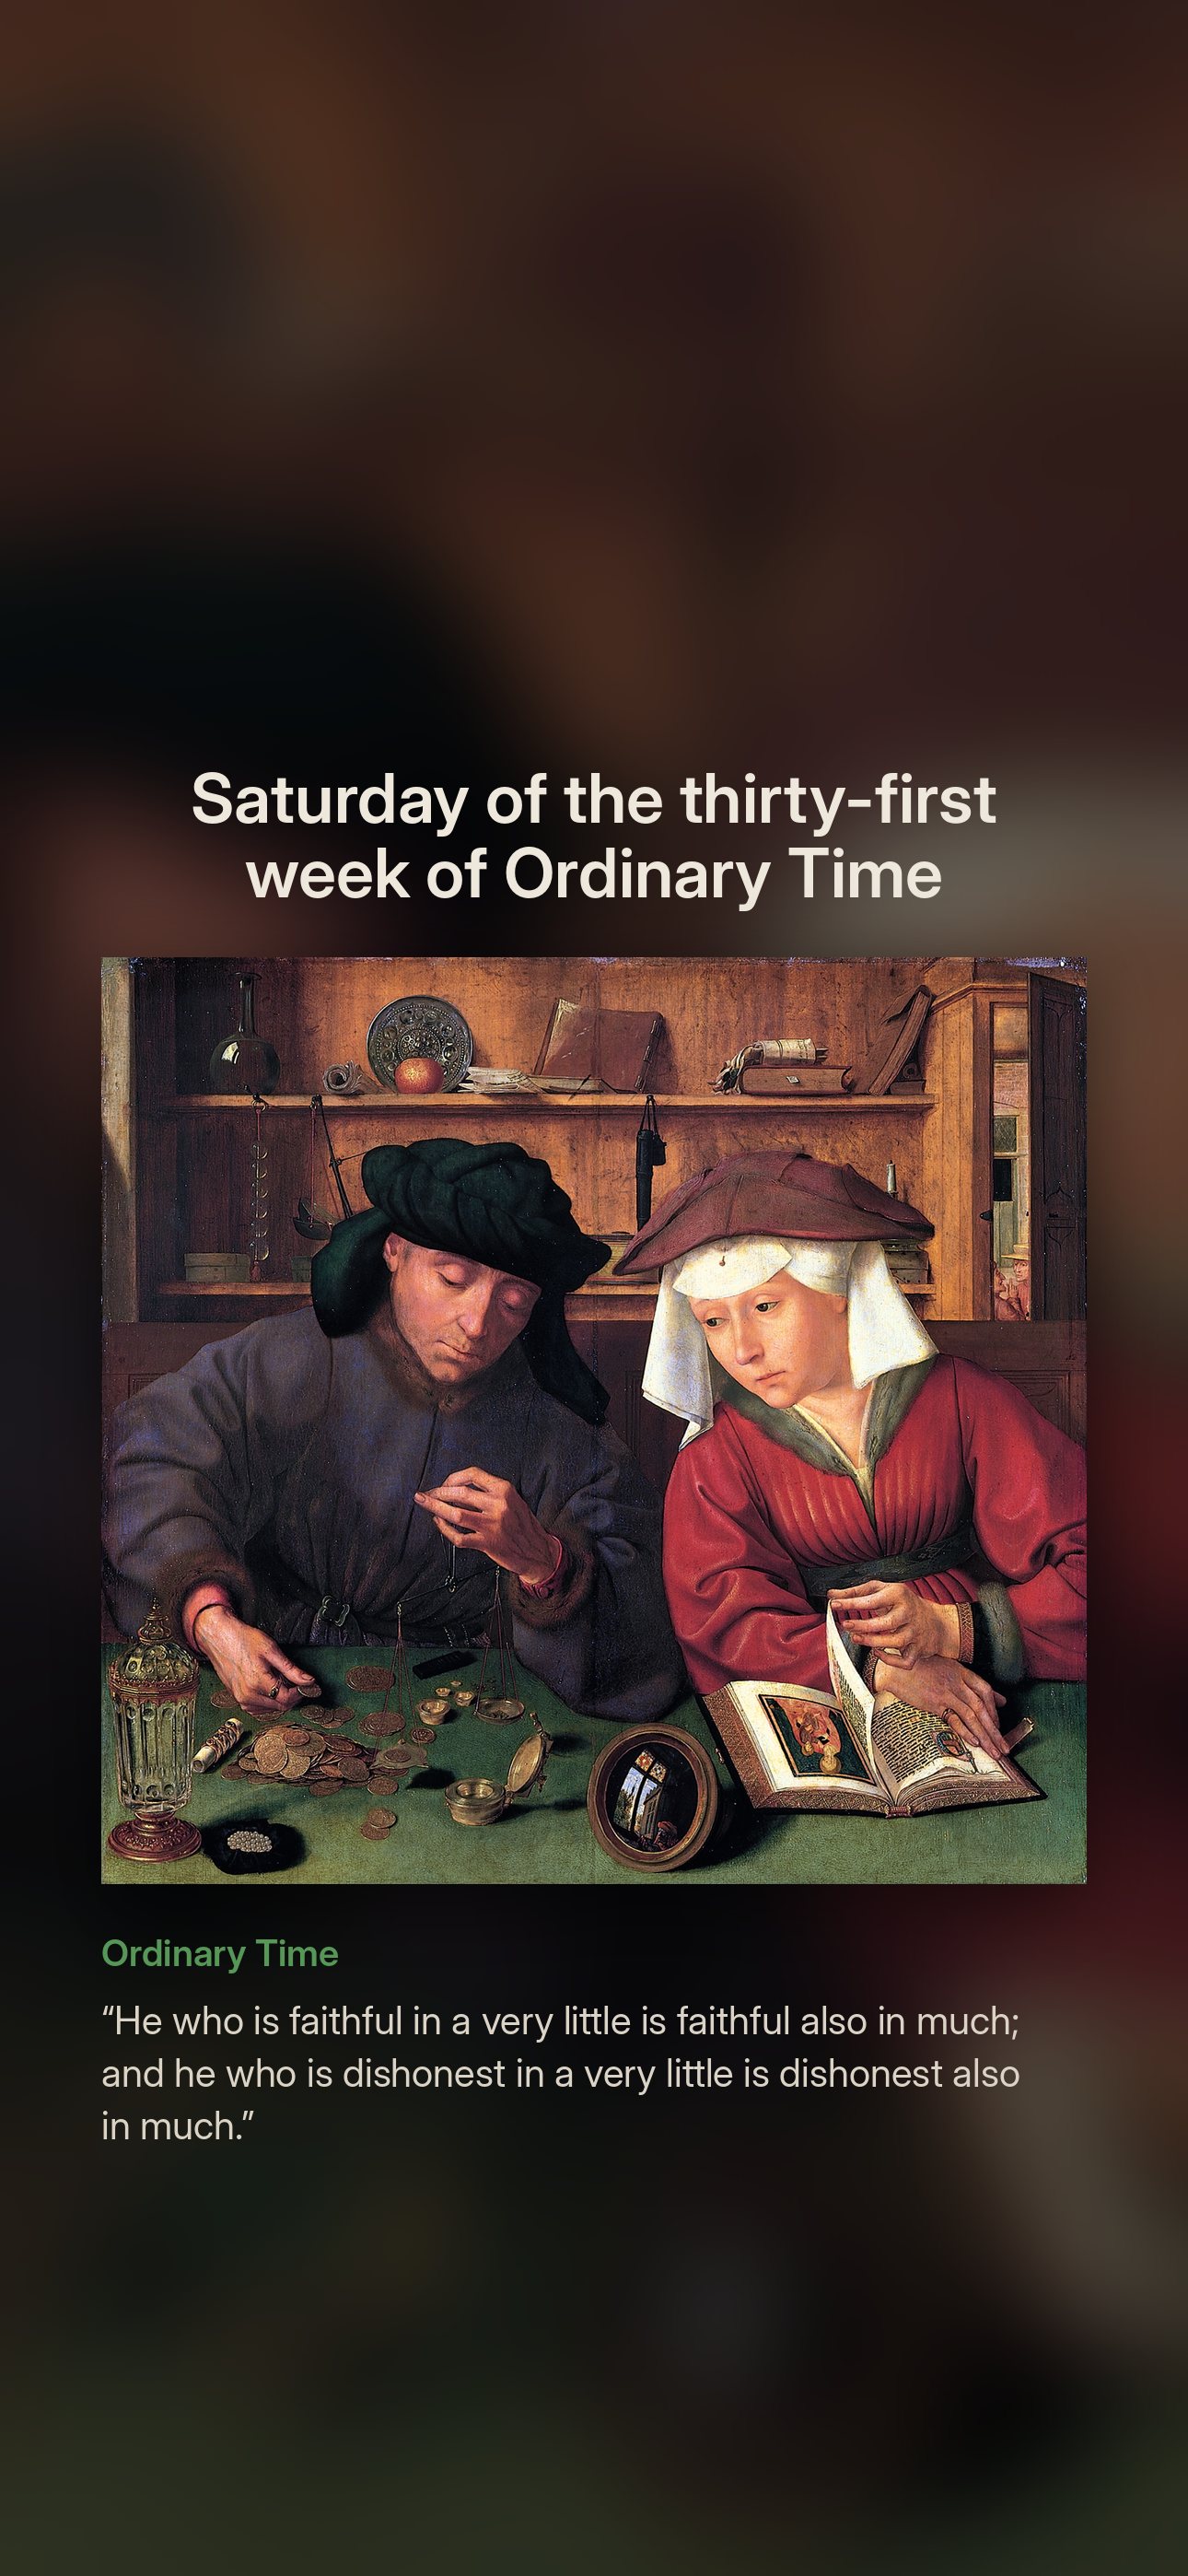 Saturday of the thirty-first
week of Ordinary Time
Ordinary Time
“He who is faithful in a very little is faithful also in much;
and he who is dishonest in a very little is dishonest also
in much.”